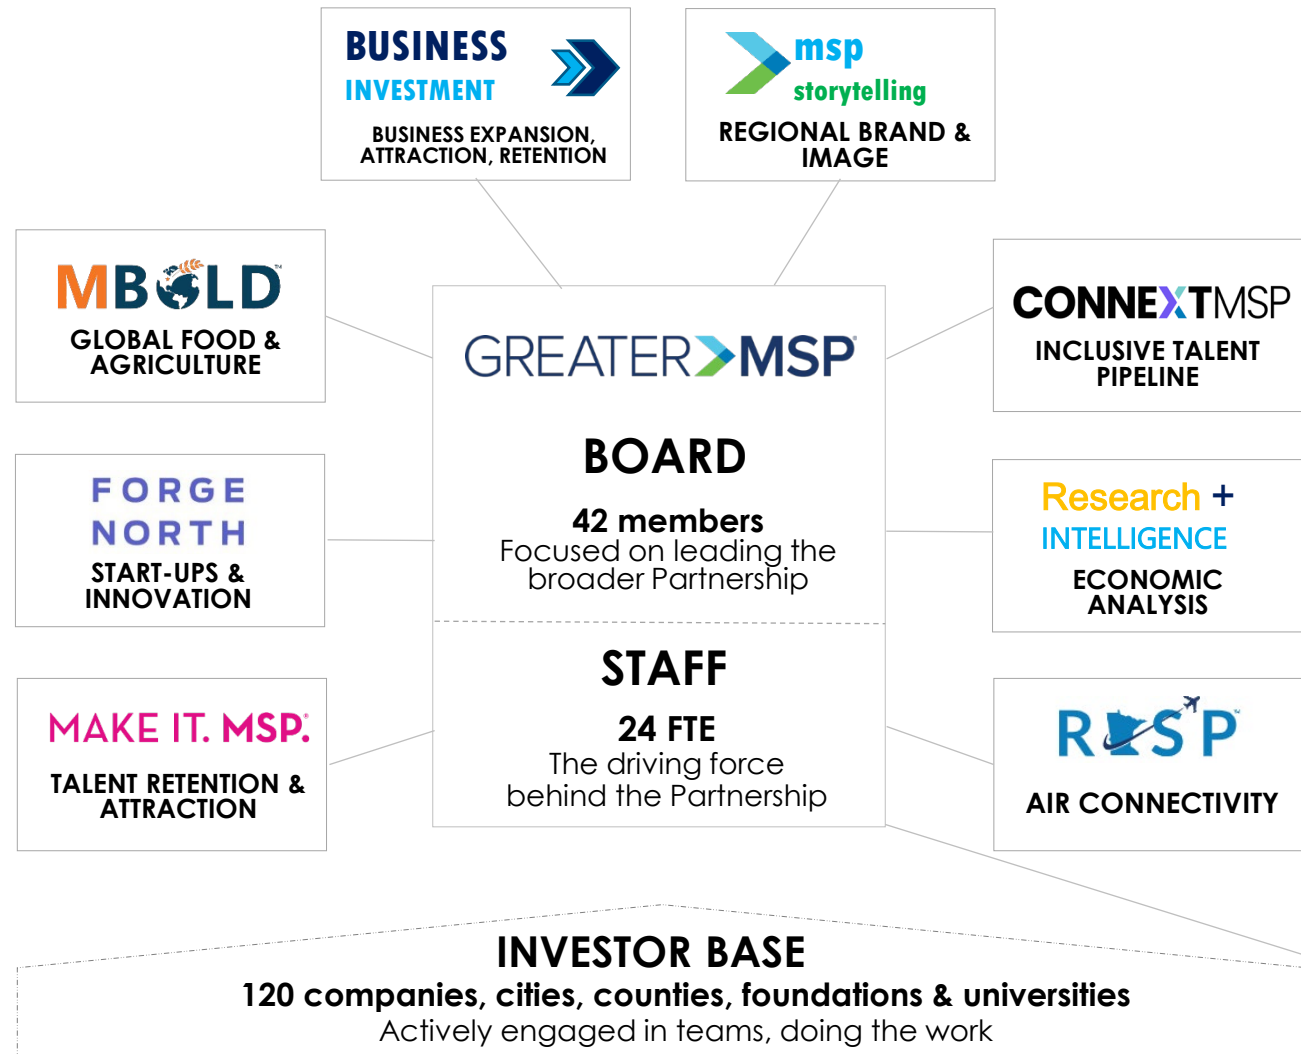 BUSINESS
INVESTMENT
BUSINESS EXPANSION,
ATTRACTION, RETENTION
msp
storytelling
REGIONAL BRAND &
IMAGE
MBOLD™
GLOBAL FOOD &
AGRICULTURE
GREATER MSP®
CONNEXTMSP
INCLUSIVE TALENT
PIPELINE
BOARD
42 members
Focused on leading the
broader Partnership
FORGE
NORTH
START-UPS &
INNOVATION
Research +
INTELLIGENCE
ECONOMIC
ANALYSIS
STAFF
24 FTE
The driving force
behind the Partnership
MAKE IT. MSP.®
TALENT RETENTION &
ATTRACTION
RASP™
AIR CONNECTIVITY
INVESTOR BASE
120 companies, cities, counties, foundations & universities
Actively engaged in teams, doing the work